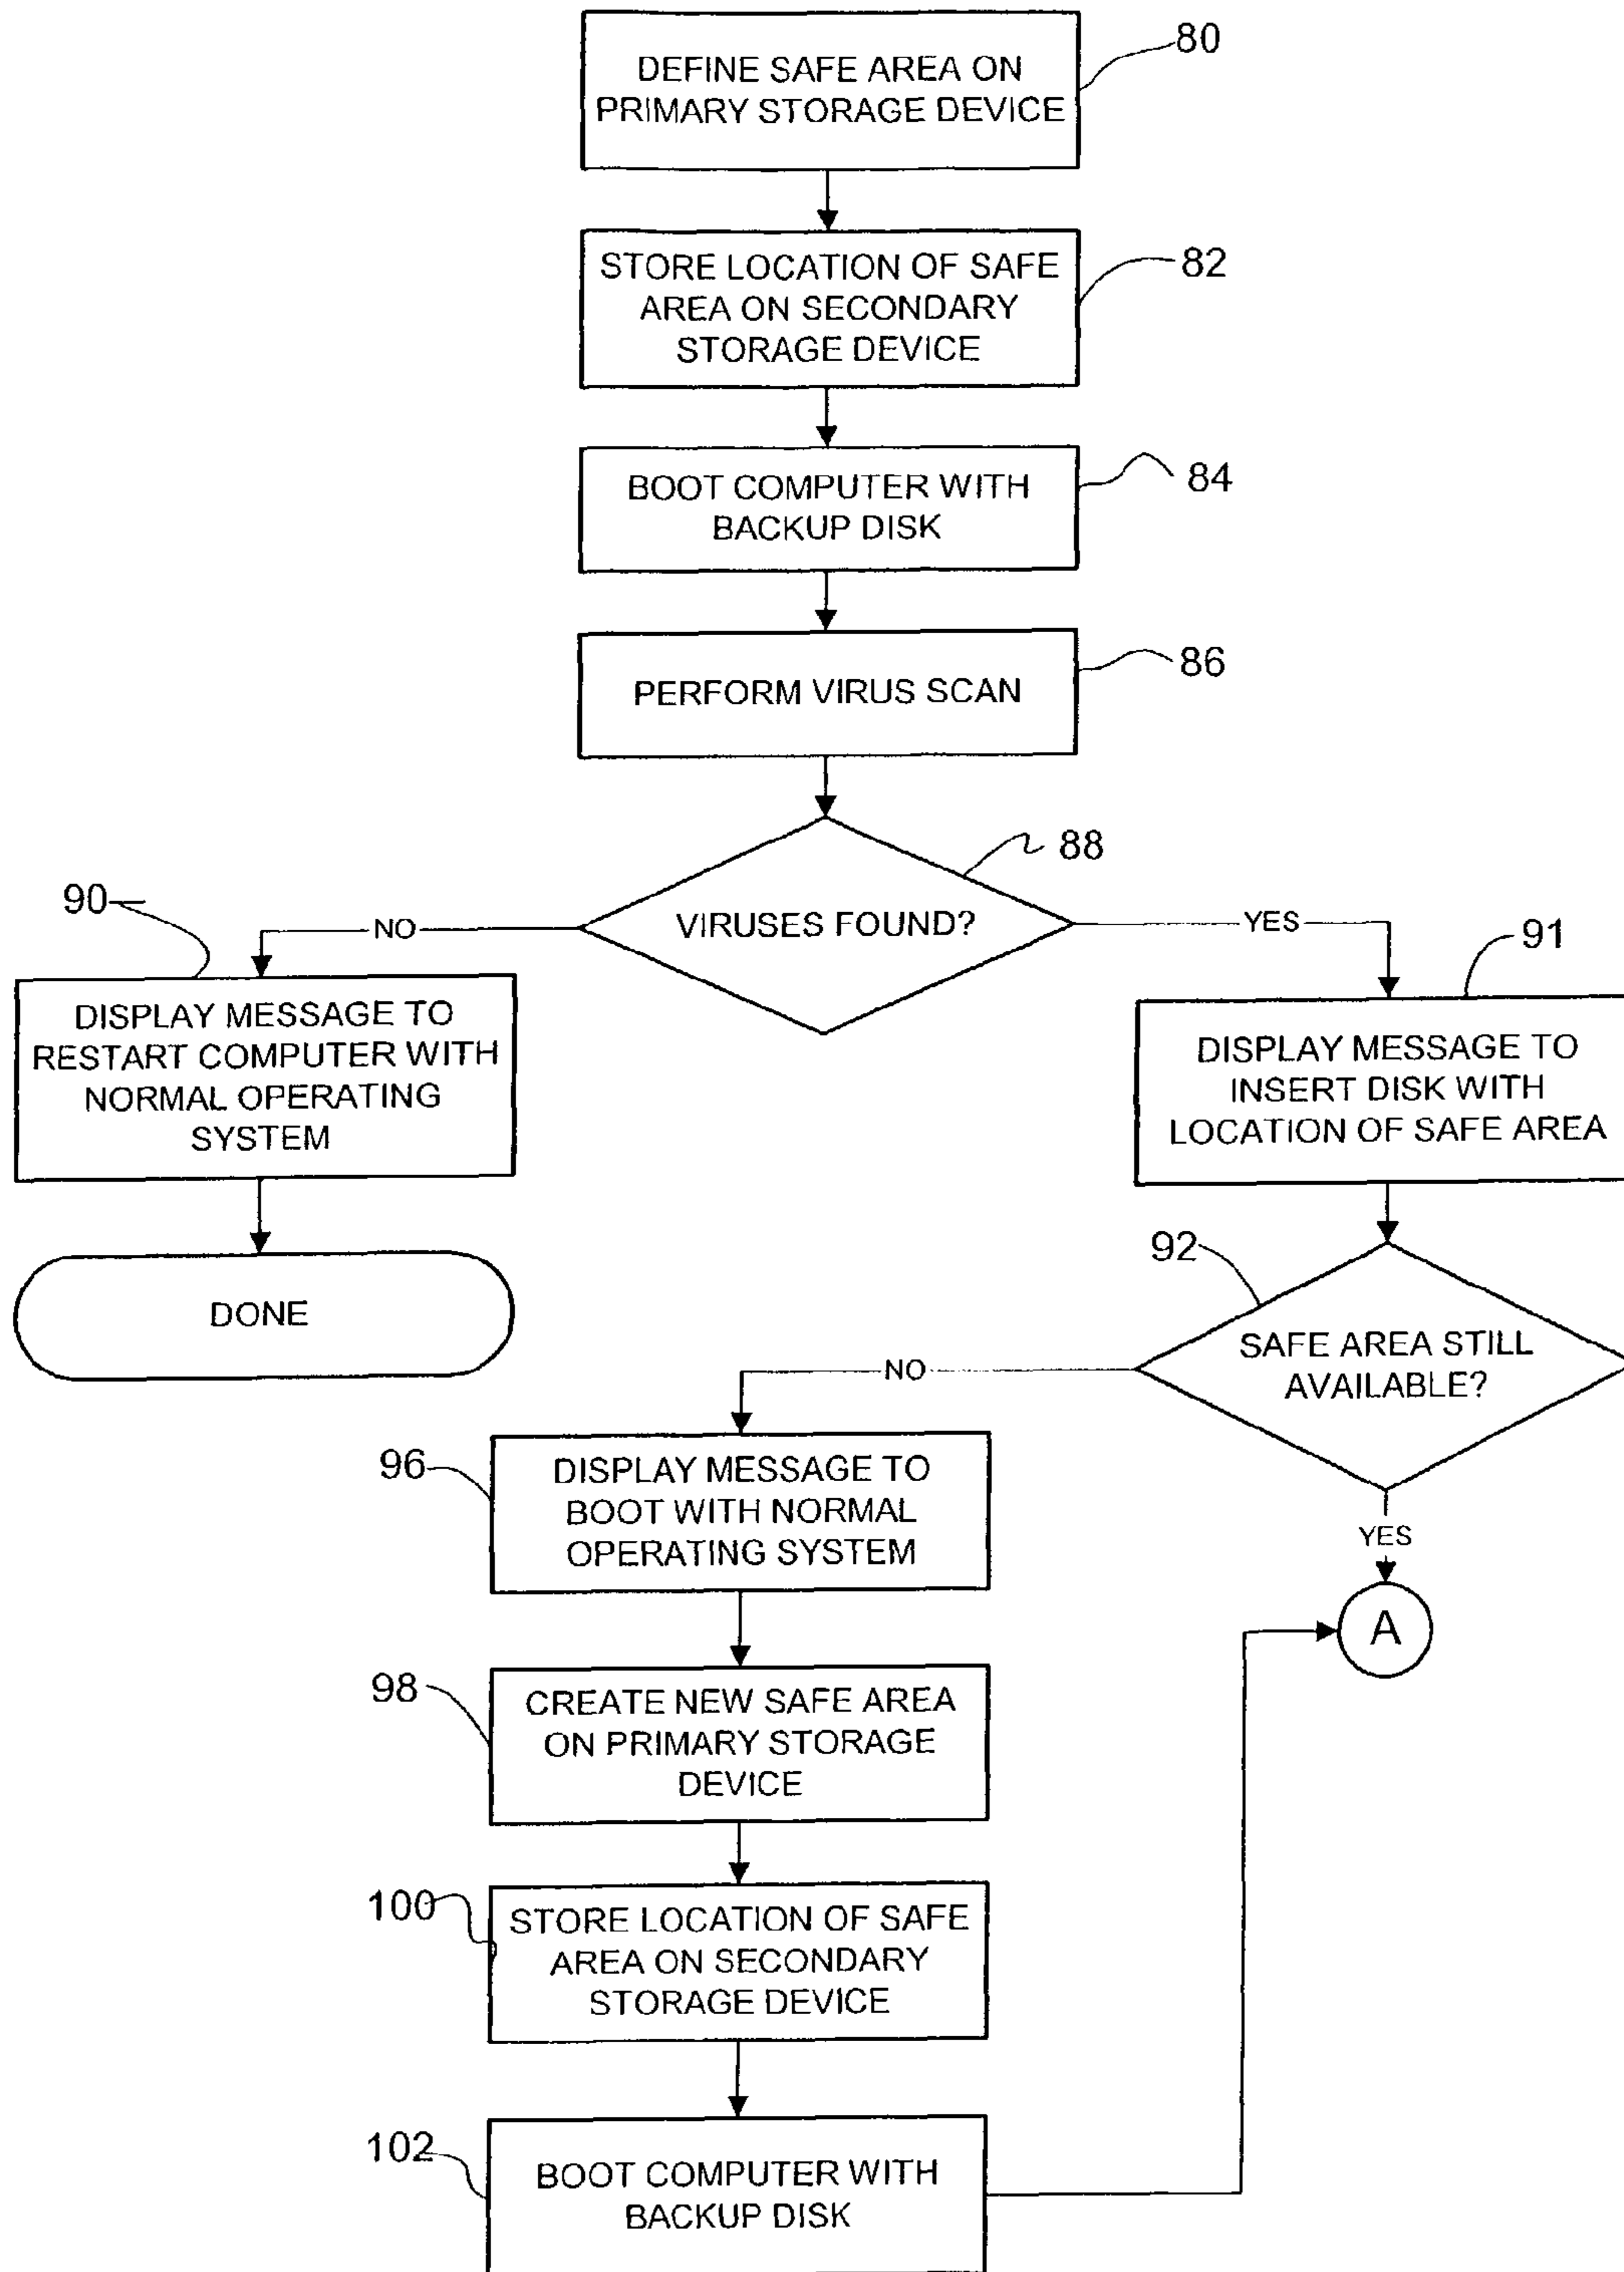 DEFINE SAFE AREA ON
PRIMARY STORAGE DEVICE
80
STORE LOCATION OF SAFE
AREA ON SECONDARY
STORAGE DEVICE
82
BOOT COMPUTER WITH
BACKUP DISK
84
PERFORM VIRUS SCAN
86
VIRUSES FOUND?
88
NO
YES
90
DISPLAY MESSAGE TO
RESTART COMPUTER WITH
NORMAL OPERATING
SYSTEM
DONE
91
DISPLAY MESSAGE TO
INSERT DISK WITH
LOCATION OF SAFE AREA
92
SAFE AREA STILL
AVAILABLE?
NO
YES
A
96
DISPLAY MESSAGE TO
BOOT WITH NORMAL
OPERATING SYSTEM
98
CREATE NEW SAFE AREA
ON PRIMARY STORAGE
DEVICE
100
STORE LOCATION OF SAFE
AREA ON SECONDARY
STORAGE DEVICE
102
BOOT COMPUTER WITH
BACKUP DISK